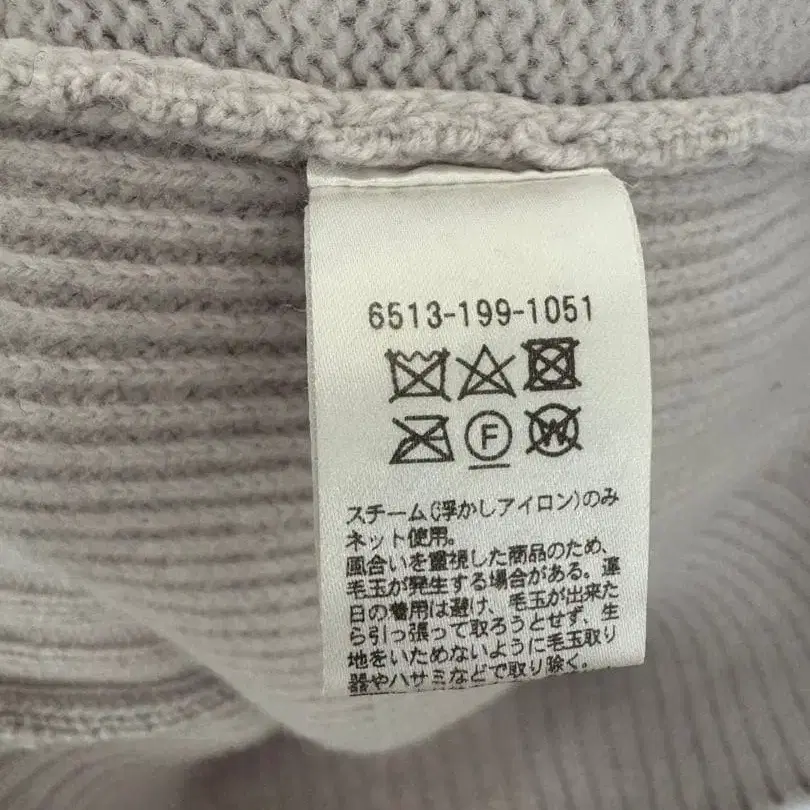 6513-199-1051
F W
スチーム(浮かしアイロン)のみ
ネット使用。
風合いを重視した商品のため、
毛玉が発生する場合がある。連
日の着用は避け、毛玉が出来た
ら引っ張って取ろうとせず、生
地をいためないように毛玉取り
器やハサミなどで取り除く。